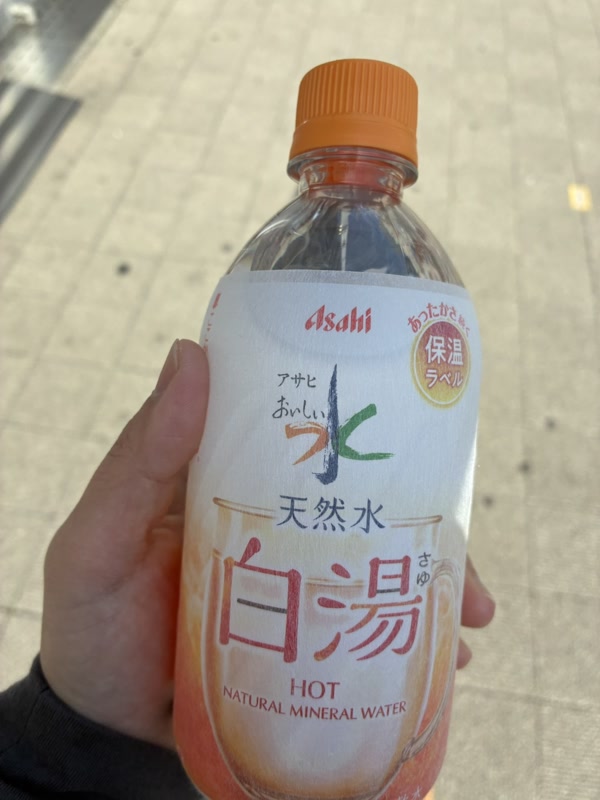 Asahi
あったかさ続く
保温
ラベル
アサヒ
おいしい
水
天然水
白湯
さゆ
HOT
NATURAL MINERAL WATER